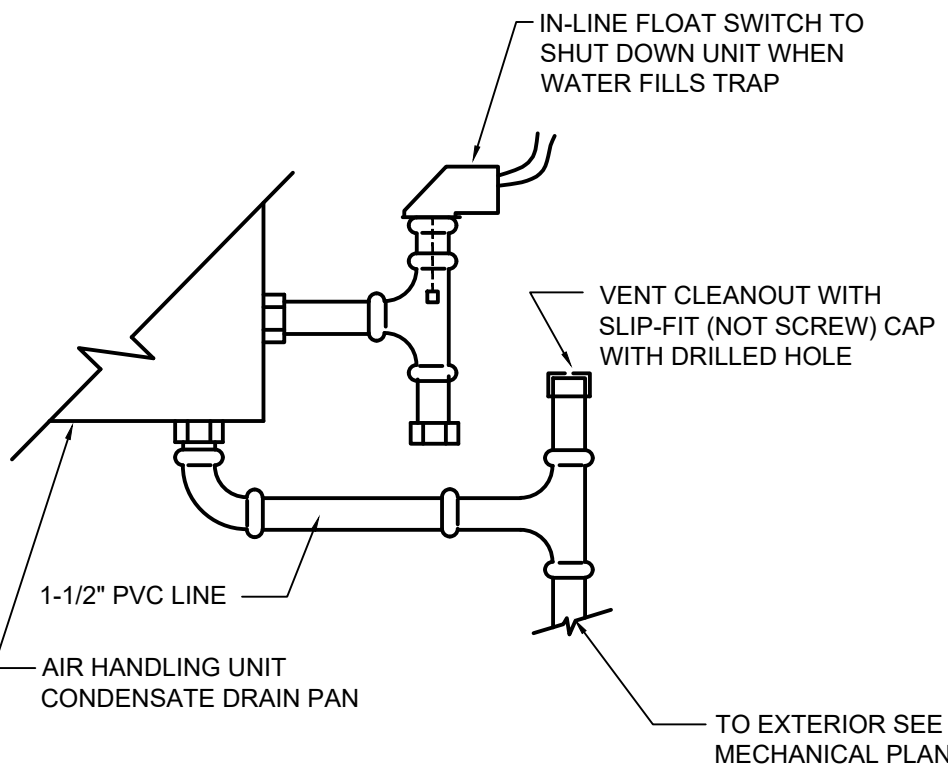 IN-LINE FLOAT SWITCH TO
SHUT DOWN UNIT WHEN
WATER FILLS TRAP
VENT CLEANOUT WITH
SLIP-FIT (NOT SCREW) CAP
WITH DRILLED HOLE
1-1/2" PVC LINE
AIR HANDLING UNIT
CONDENSATE DRAIN PAN
TO EXTERIOR SEE
MECHANICAL PLAN